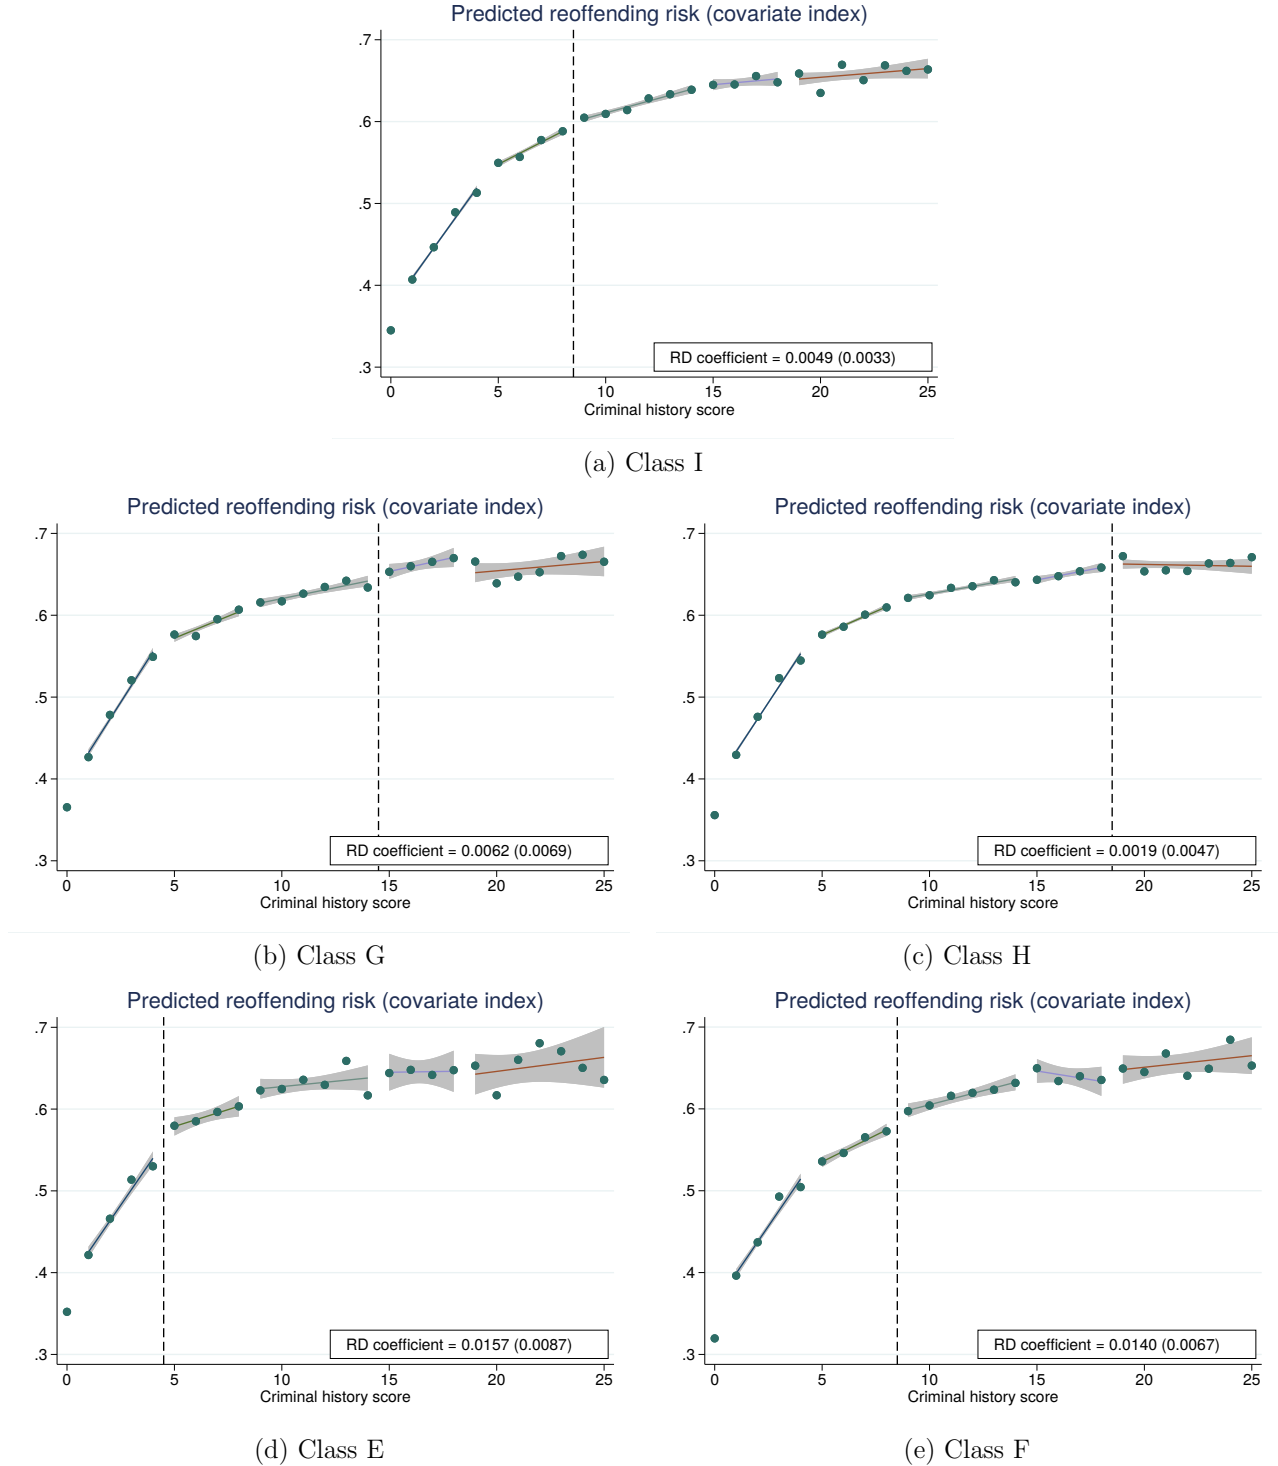 Predicted reoffending risk (covariate index)
.7
.6
.5
.4
.3
RD coefficient = 0.0049 (0.0033)
0 5 10 15 20 25
Criminal history score
(a) Class I
Predicted reoffending risk (covariate index)
.7
.6
.5
.4
.3
RD coefficient = 0.0062 (0.0069)
0 5 10 15 20 25
Criminal history score
(b) Class G
Predicted reoffending risk (covariate index)
.7
.6
.5
.4
.3
RD coefficient = 0.0019 (0.0047)
0 5 10 15 20 25
Criminal history score
(c) Class H
Predicted reoffending risk (covariate index)
.7
.6
.5
.4
.3
RD coefficient = 0.0157 (0.0087)
0 5 10 15 20 25
Criminal history score
(d) Class E
Predicted reoffending risk (covariate index)
.7
.6
.5
.4
.3
RD coefficient = 0.0140 (0.0067)
0 5 10 15 20 25
Criminal history score
(e) Class F